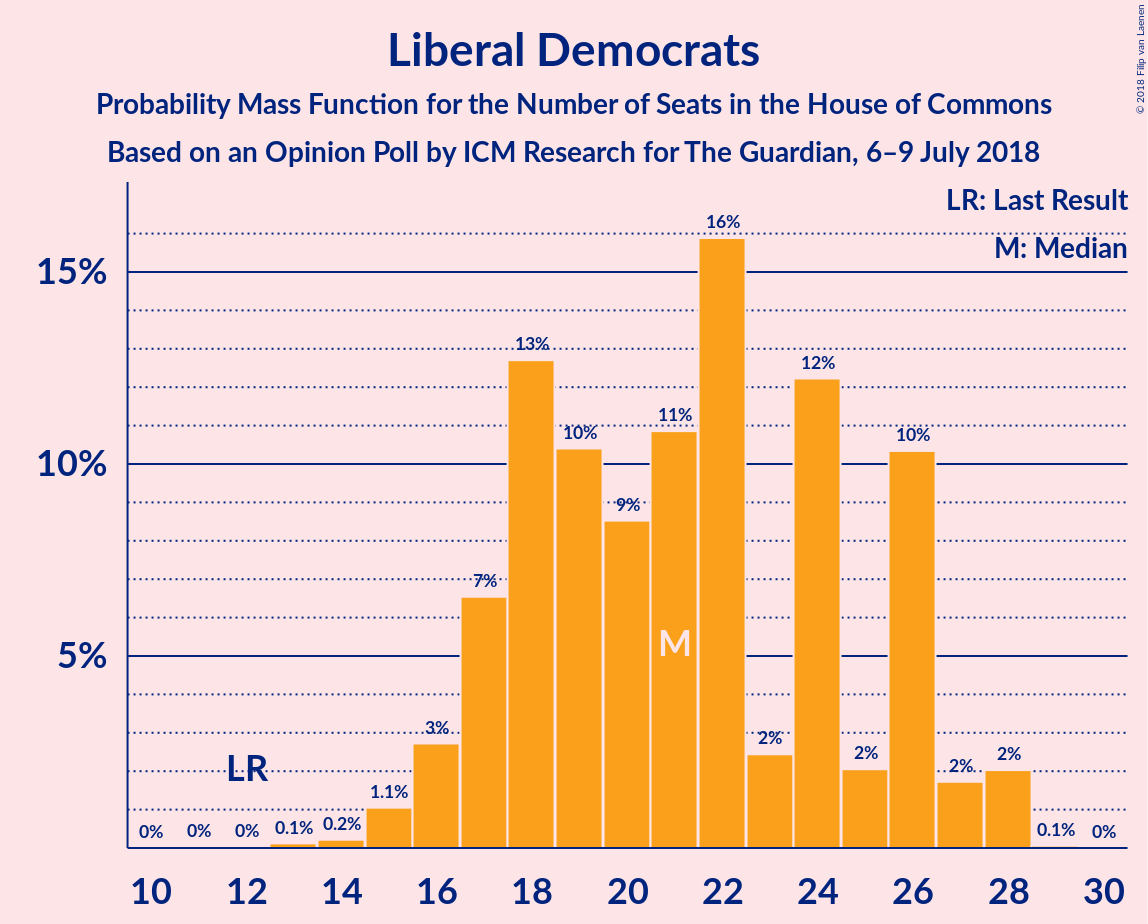 Liberal Democrats
Probability Mass Function for the Number of Seats in the House of Commons
Based on an Opinion Poll by ICM Research for The Guardian, 6–9 July 2018
© 2018 Filip van Laenen
LR: Last Result
M: Median
15%
10%
5%
0%
0%
0%
0.1%
0.2%
1.1%
3%
7%
13%
10%
9%
11%
16%
2%
12%
2%
10%
2%
2%
0.1%
0%
LR
M
10 12 14 16 18 20 22 24 26 28 30